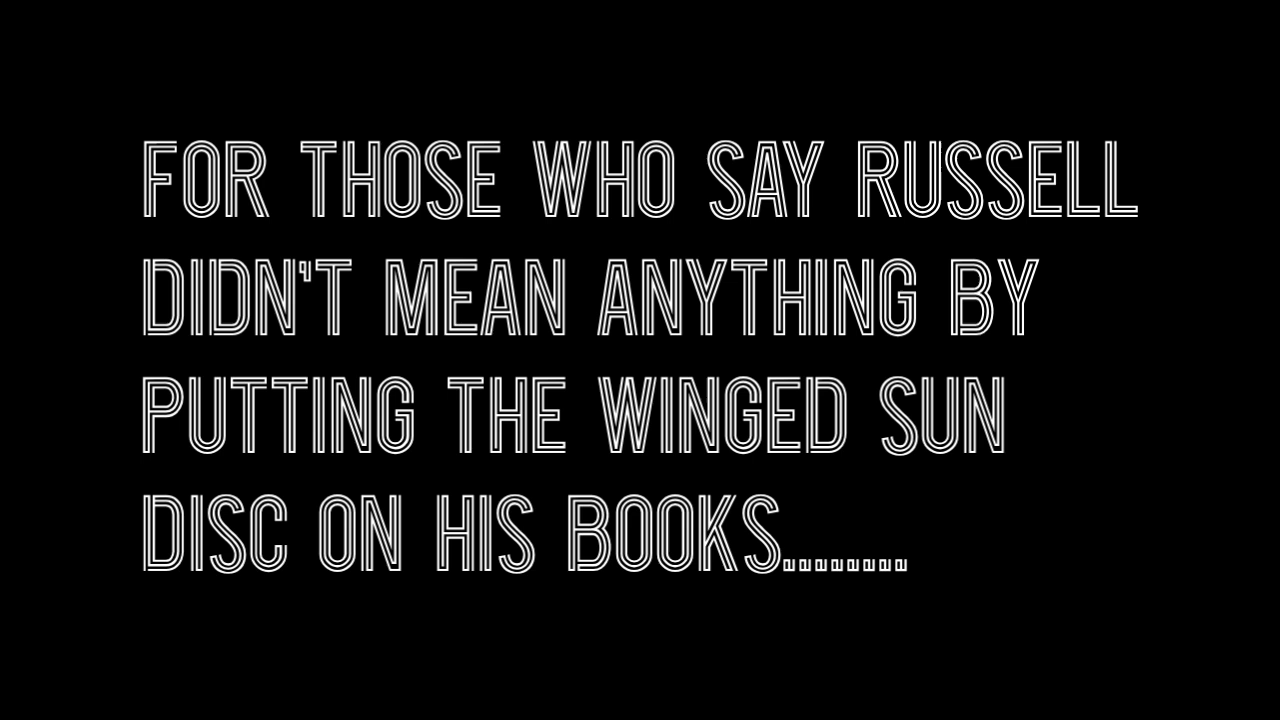 FOR THOSE WHO SAY RUSSELL
DIDN'T MEAN ANYTHING BY
PUTTING THE WINGED SUN
DISC ON HIS BOOKS........